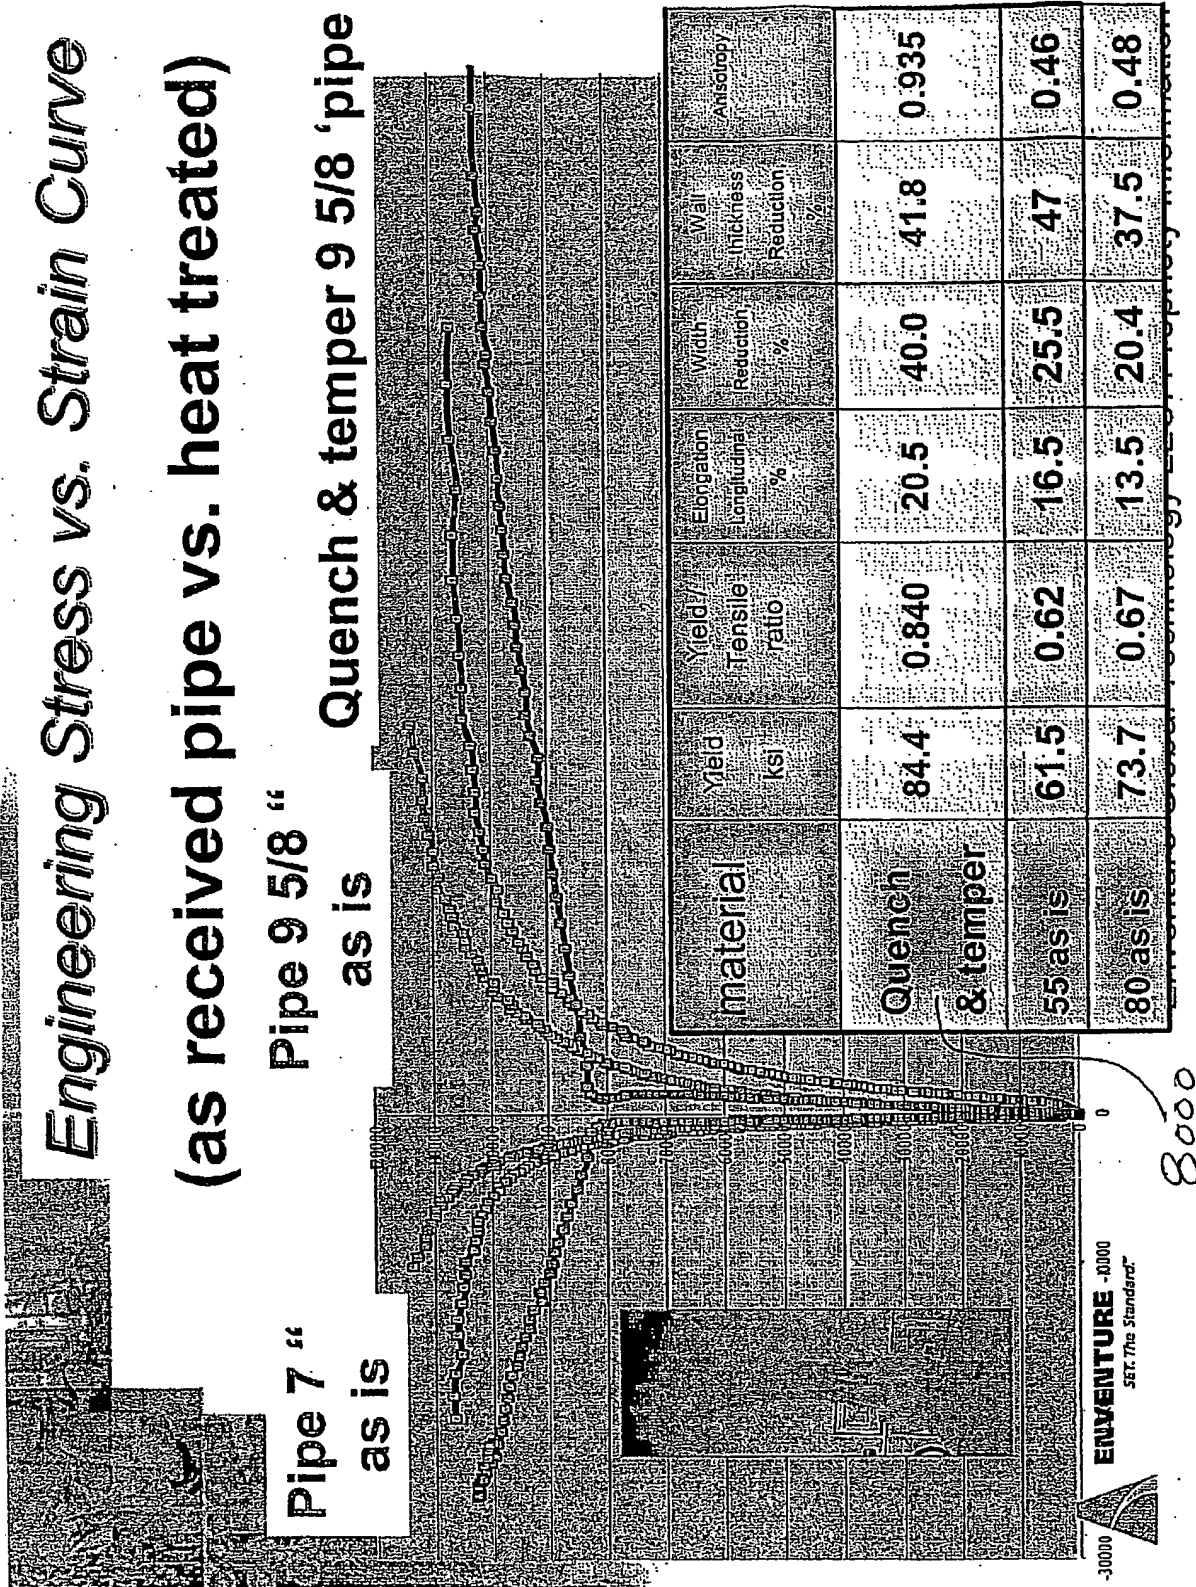 Engineering Stress vs. Strain Curve
(as received pipe vs. heat treated)
Pipe 7 “
as is
Pipe 9 5/8 “
as is
Quench & temper 9 5/8 ‘pipe
material
Yield
ksi
Yield/
Tensile
ratio
Elongation
Longitudinal
%
Width
Reduction
%
Wall
thickness
Reduction
%
Anisotropy
Quench
& temper
84.4
0.840
20.5
40.0
41.8
0.935
55 as is
61.5
0.62
16.5
25.5
47
0.46
80 as is
73.7
0.67
13.5
20.4
37.5
0.48
-30000
-10000
0
0
ENVENTURE
SET. The Standard.™
8000